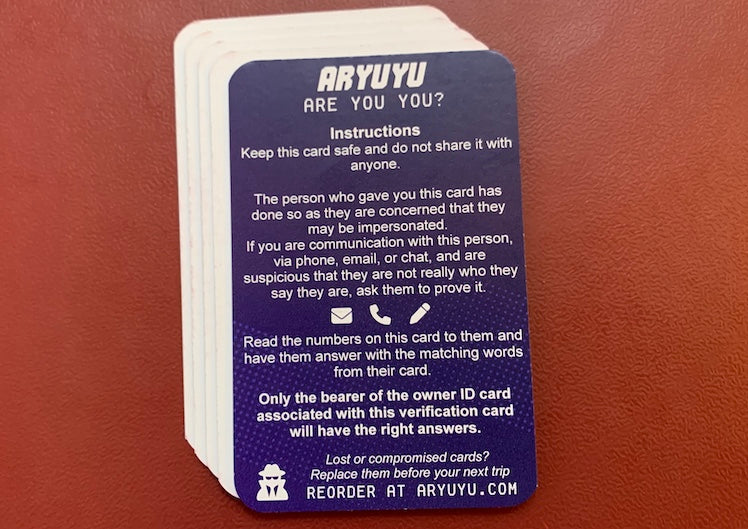 ARYUYU
ARE YOU YOU?
Instructions
Keep this card safe and do not share it with
anyone.
The person who gave you this card has
done so as they are concerned that they
may be impersonated.
If you are communication with this person,
via phone, email, or chat, and are
suspicious that they are not really who they
say they are, ask them to prove it.
Read the numbers on this card to them and
have them answer with the matching words
from their card.
Only the bearer of the owner ID card
associated with this verification card
will have the right answers.
Lost or compromised cards?
Replace them before your next trip
REORDER AT ARYUYU.COM